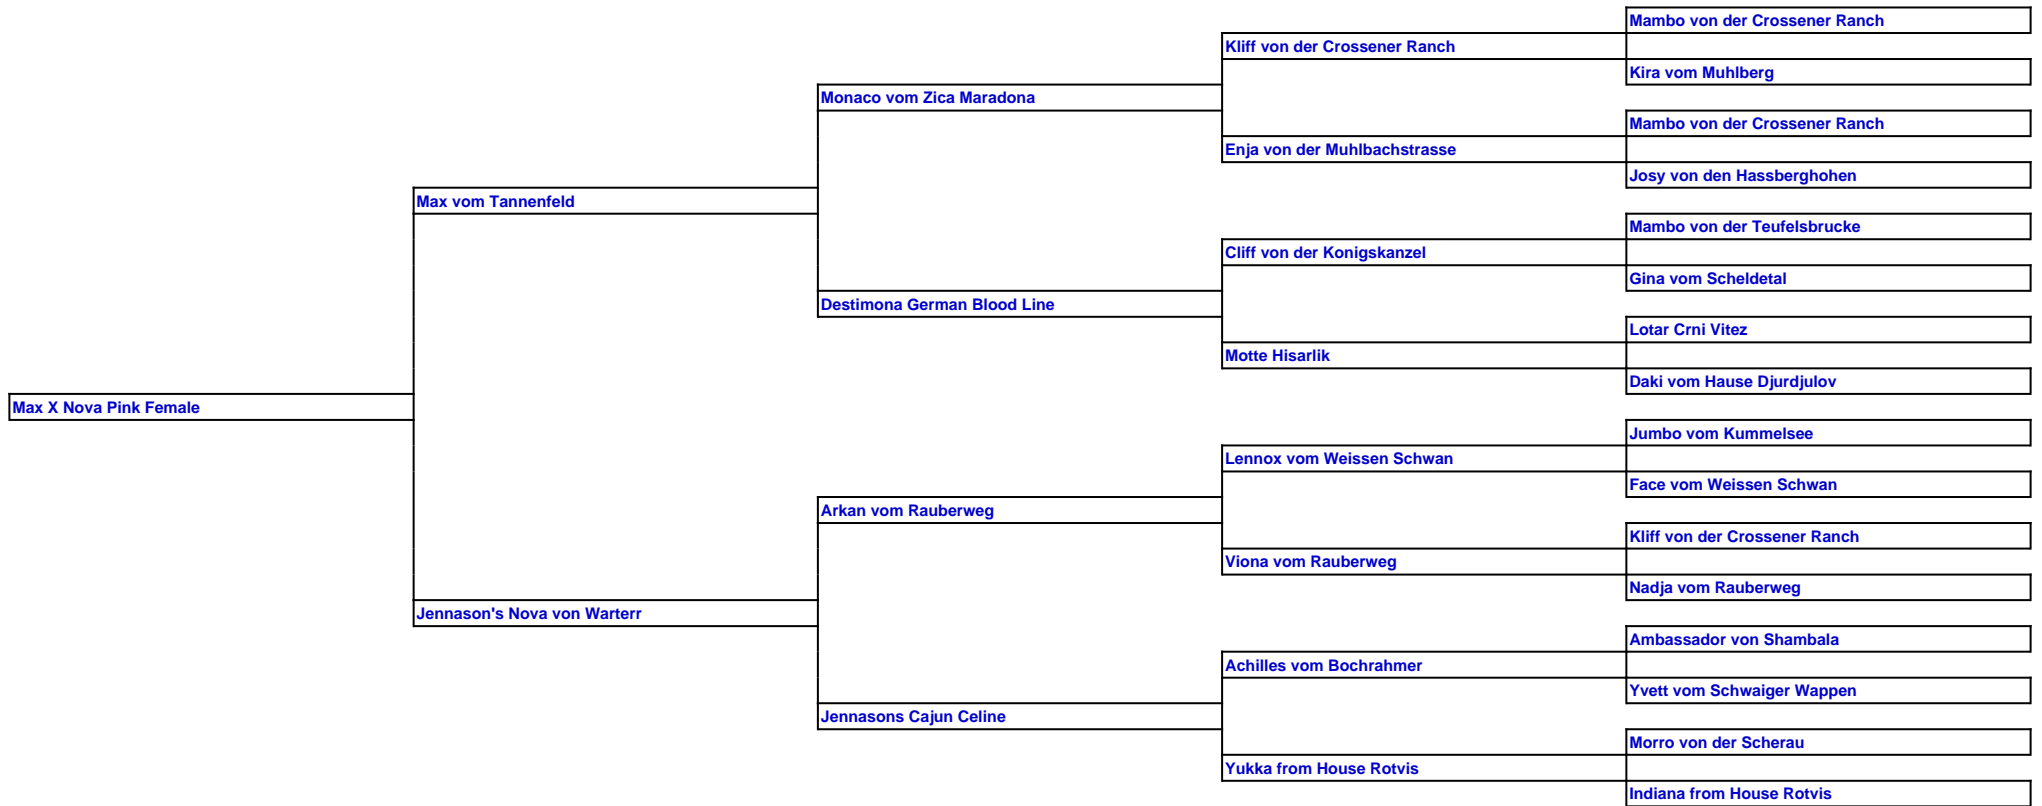 Mambo von der Crossener Ranch
Kliff von der Crossener Ranch
Kira vom Muhlberg
Monaco vom Zica Maradona
Mambo von der Crossener Ranch
Enja von der Muhlbachstrasse
Josy von den Hassberghohen
Max vom Tannenfeld
Mambo von der Teufelsbrucke
Cliff von der Konigskanzel
Gina vom Scheldetal
Destimona German Blood Line
Lotar Crni Vitez
Motte Hisarlik
Daki vom Hause Djurdjulov
Max X Nova Pink Female
Jumbo vom Kummelsee
Lennox vom Weissen Schwan
Face vom Weissen Schwan
Arkan vom Rauberweg
Kliff von der Crossener Ranch
Viona vom Rauberweg
Nadja vom Rauberweg
Jennason's Nova von Warterr
Ambassador von Shambala
Achilles vom Bochrahmer
Yvett vom Schwaiger Wappen
Jennasons Cajun Celine
Morro von der Scherau
Yukka from House Rotvis
Indiana from House Rotvis